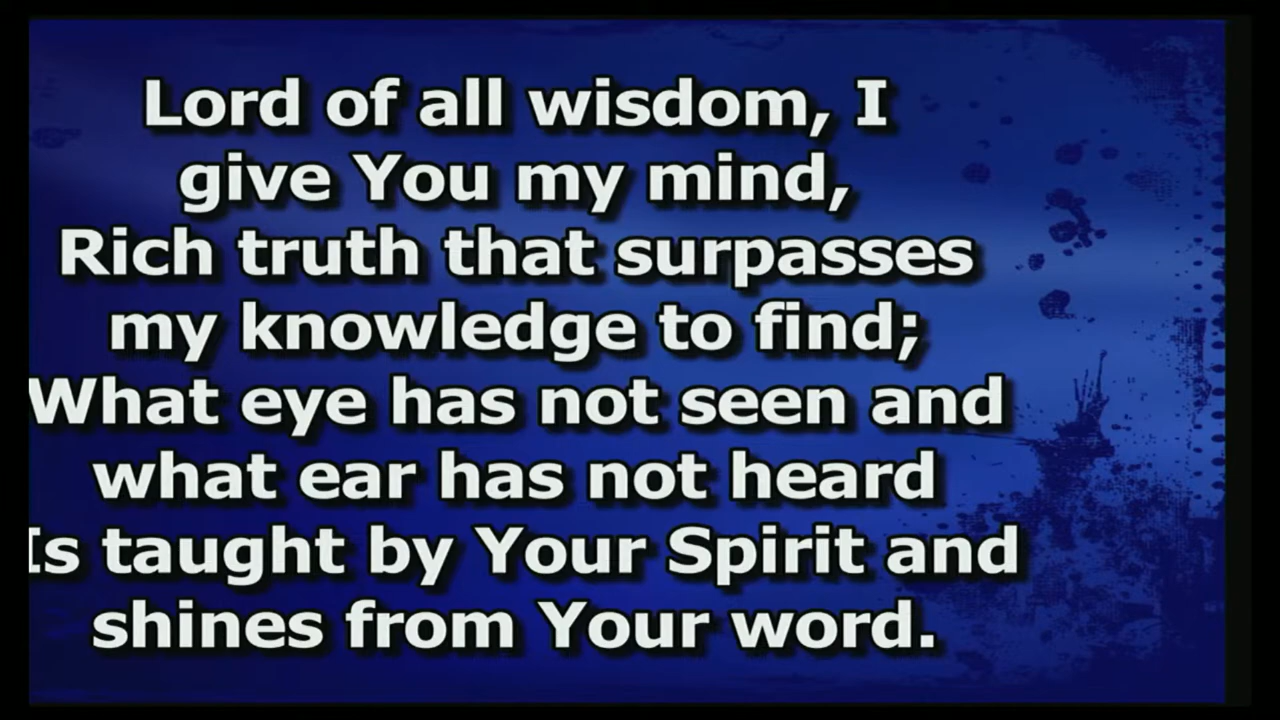 Lord of all wisdom, I
give You my mind,
Rich truth that surpasses
my knowledge to find;
What eye has not seen and
what ear has not heard
Is taught by Your Spirit and
shines from Your word.